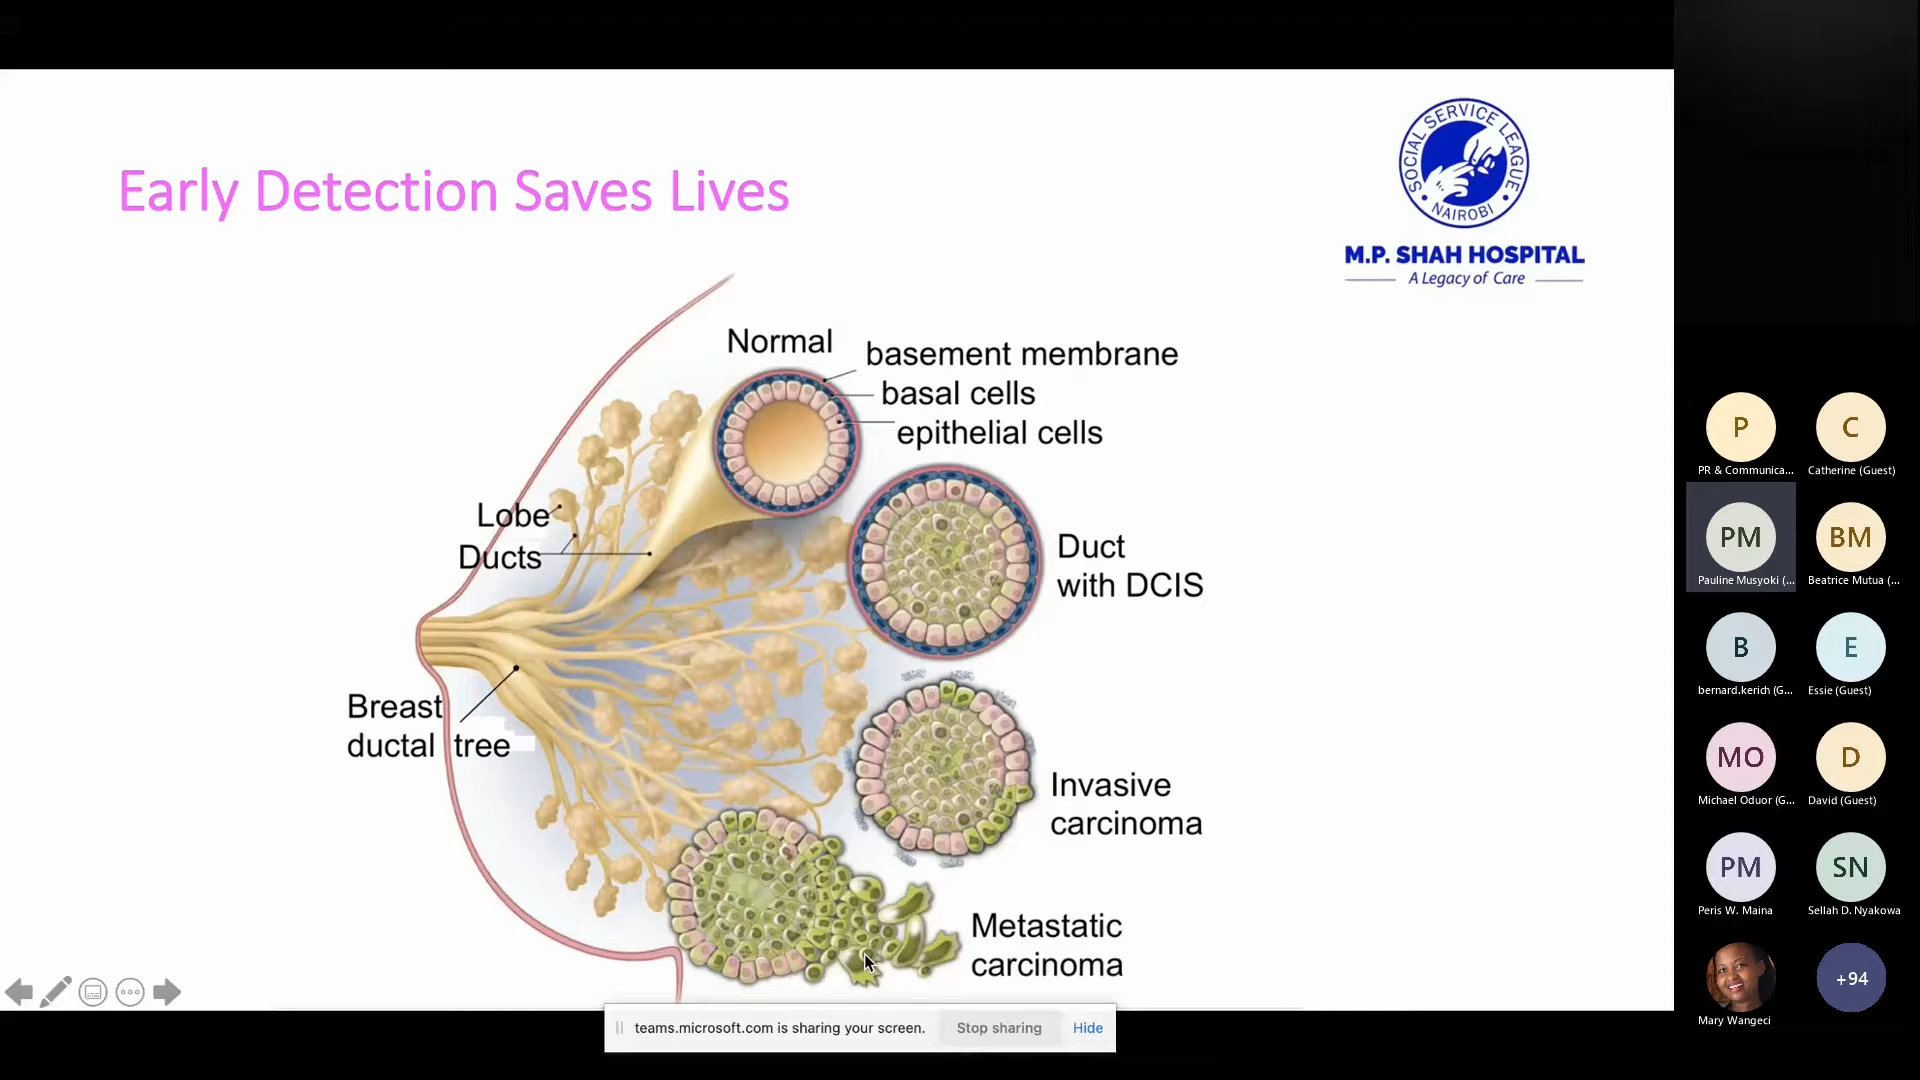 Early Detection Saves Lives
SOCIAL SERVICE LEAGUE
NAIROBI
M.P. SHAH HOSPITAL
A Legacy of Care
Normal
basement membrane
basal cells
epithelial cells
Lobe
Ducts
Duct
with DCIS
Breast
ductal tree
Invasive
carcinoma
Metastatic
carcinoma
teams.microsoft.com is sharing your screen.
Stop sharing
Hide
P
PR & Communica...
C
Catherine (Guest)
PM
Pauline Musyoki (...
BM
Beatrice Mutua (...
B
bernard.kerich (G...
E
Essie (Guest)
MO
Michael Oduor (G...
D
David (Guest)
PM
Peris W. Maina
SN
Sellah D. Nyakowa
Mary Wangeci
+94